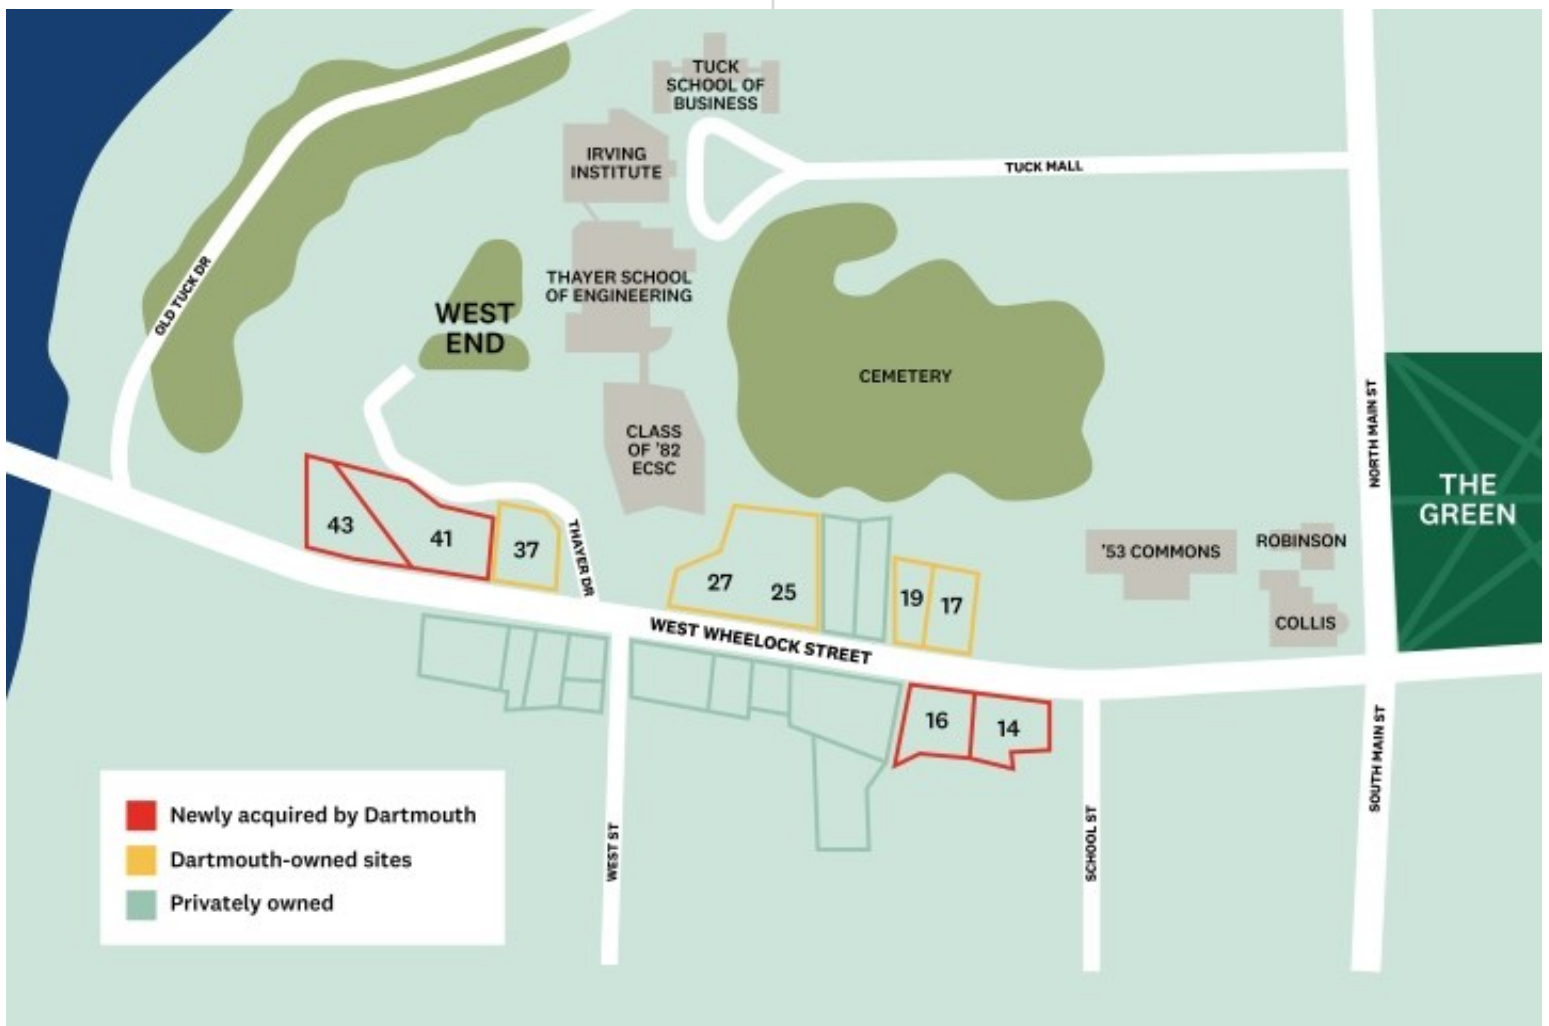 TUCK
SCHOOL OF
BUSINESS
IRVING
INSTITUTE
TUCK MALL
OLD TUCK DR
THAYER SCHOOL
OF ENGINEERING
WEST
END
CEMETERY
NORTH MAIN ST
CLASS
OF '82
ECSC
THE
GREEN
43
41
37
THAYER DR
27
25
19
17
'53 COMMONS
ROBINSON
COLLIS
WEST WHEELOCK STREET
16
14
SOUTH MAIN ST
WEST ST
SCHOOL ST
Newly acquired by Dartmouth
Dartmouth-owned sites
Privately owned